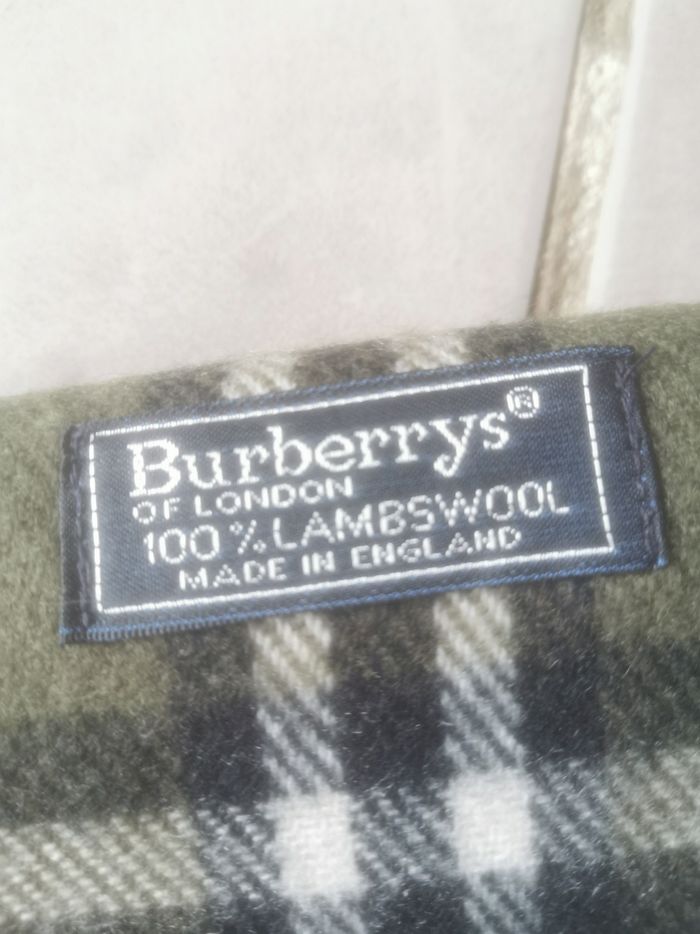 Burberrys®
OF LONDON
100% LAMBSWOOL
MADE IN ENGLAND